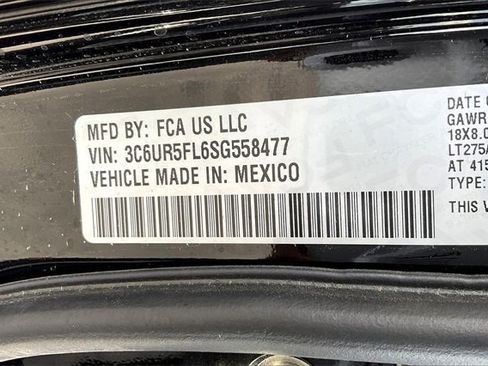 MFD BY: FCA US LLC
VIN: 3C6UR5FL6SG558477
VEHICLE MADE IN: MEXICO
DATE O
GAWR
18X8.0
LT275/
AT 415
TYPE:
THIS V